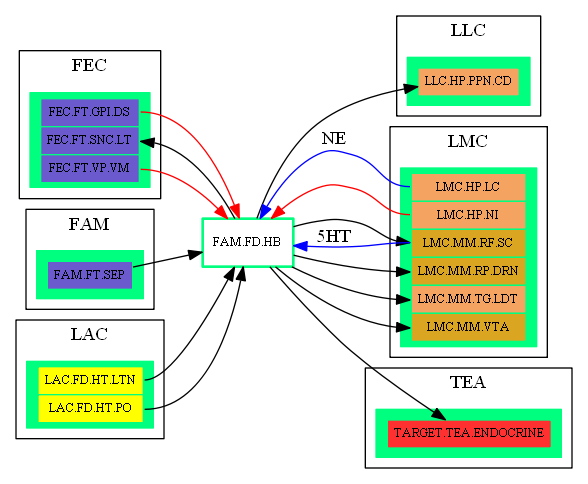 FEC
FEC.FT.GPI.DS
FEC.FT.SNC.LT
FEC.FT.VP.VM
FAM
FAM.FT.SEP
LAC
LAC.FD.HT.LTN
LAC.FD.HT.PO
FAM.FD.HB
NE
5HT
LLC
LLC.HP.PPN.CD
LMC
LMC.HP.LC
LMC.HP.NI
LMC.MM.RF.SC
LMC.MM.RP.DRN
LMC.MM.TG.LDT
LMC.MM.VTA
TEA
TARGET.TEA.ENDOCRINE